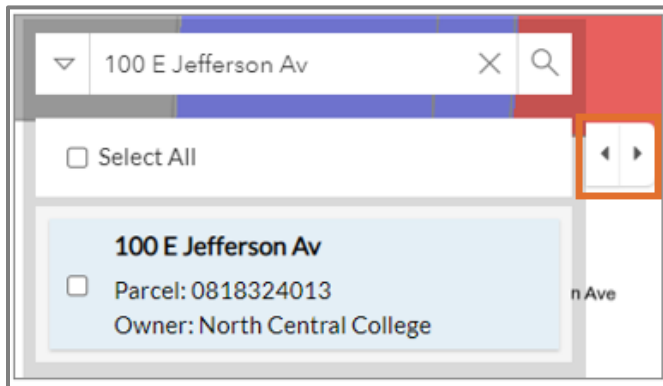 100 E Jefferson Av
Select All
100 E Jefferson Av
Parcel: 0818324013
Owner: North Central College
n Ave